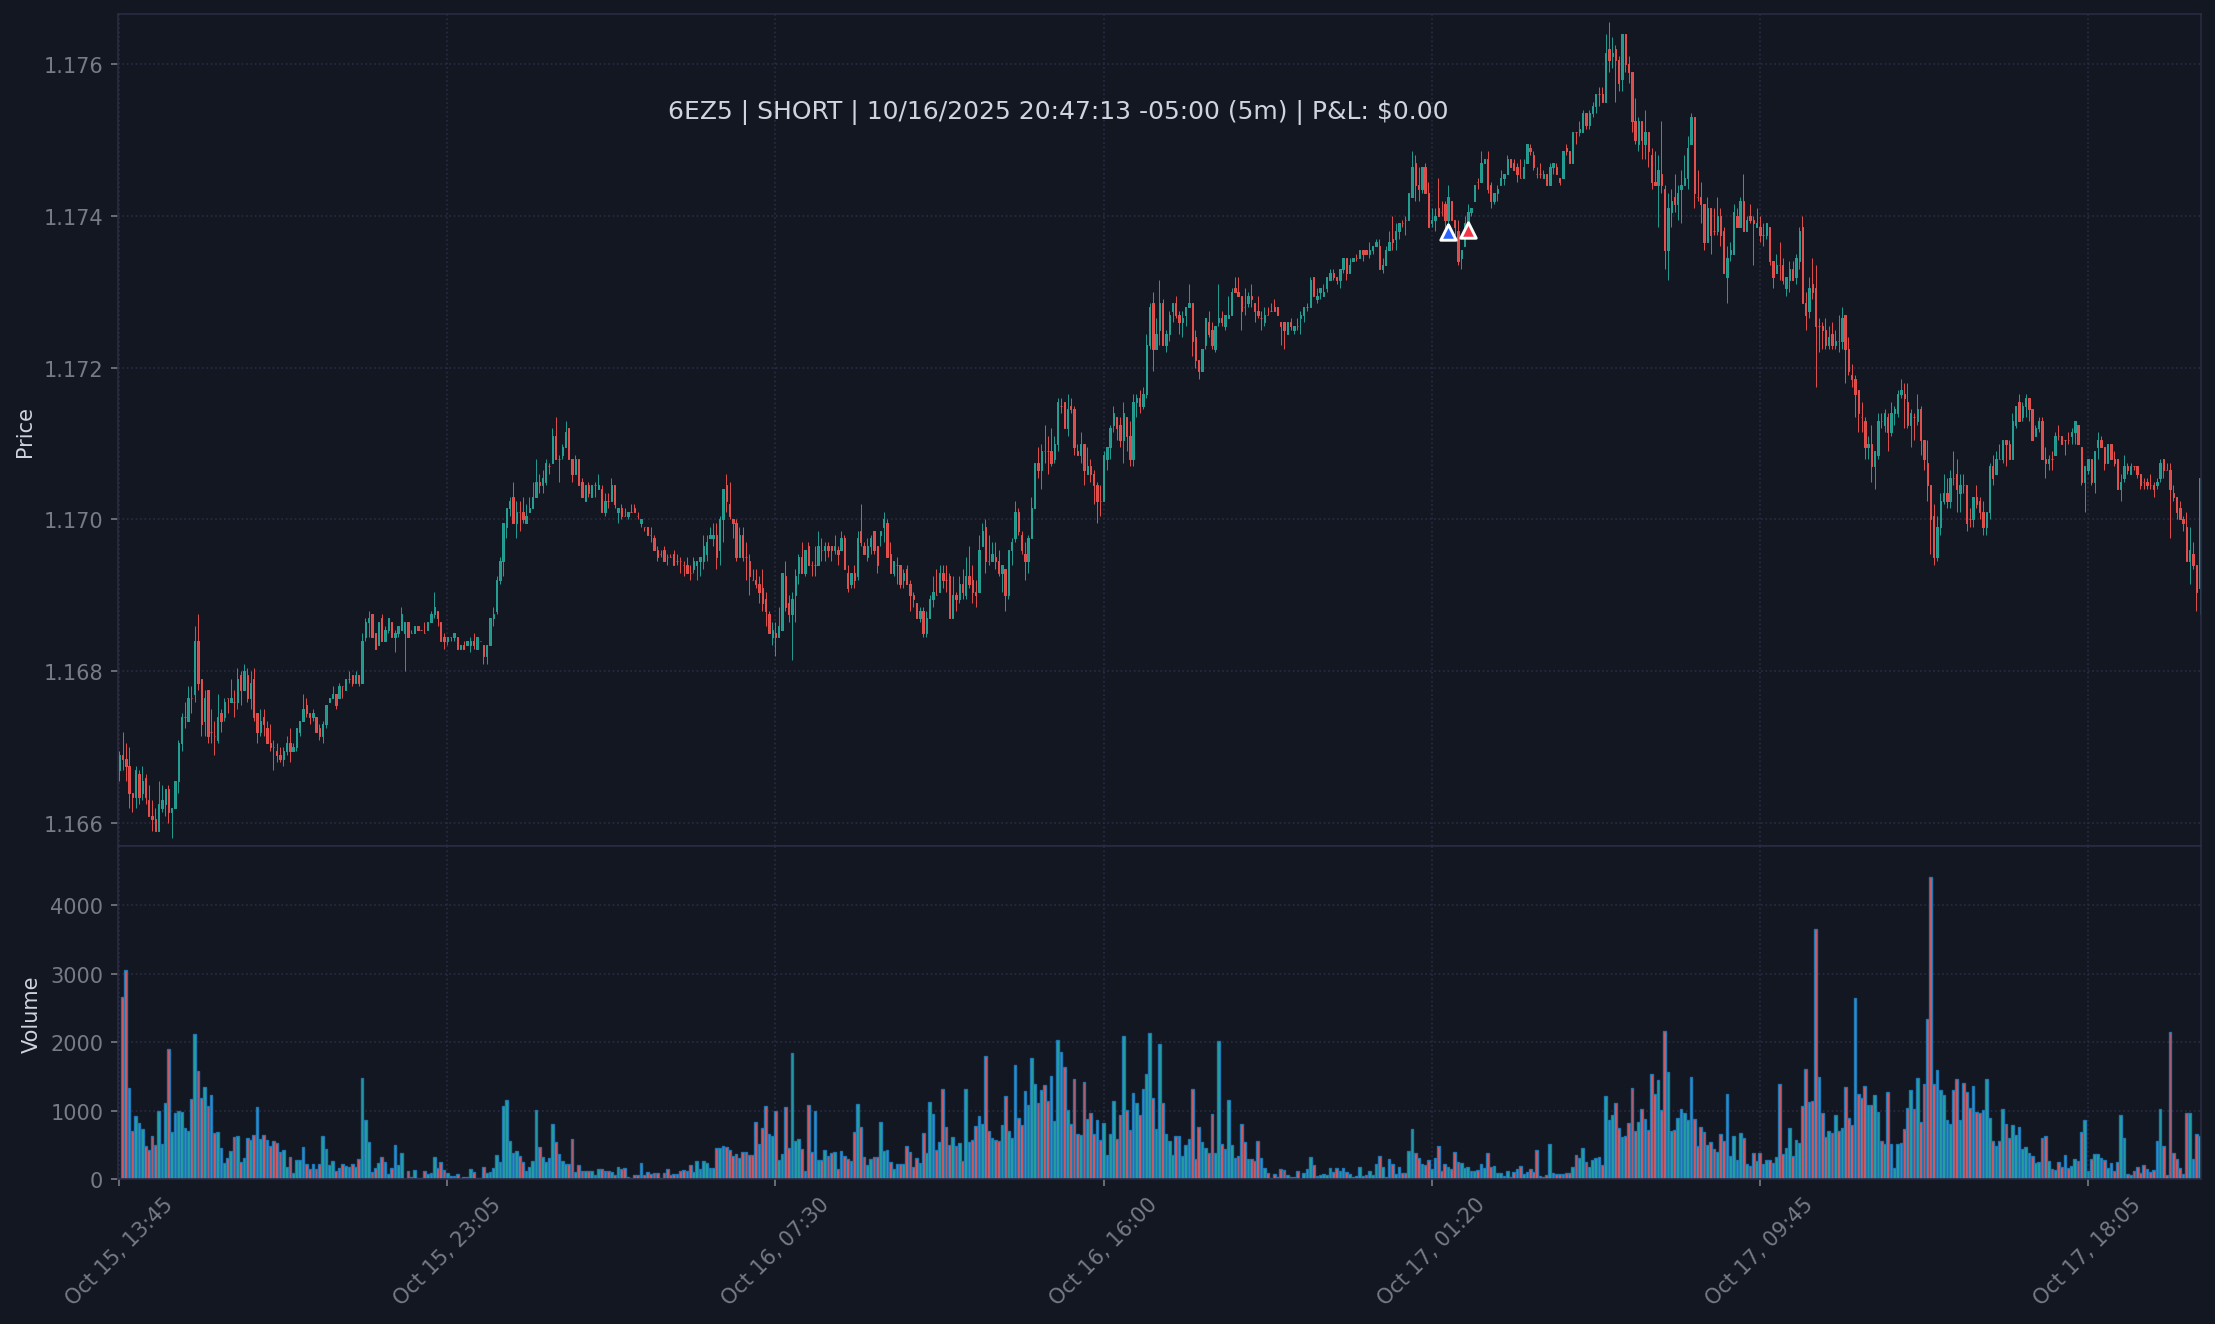 6EZ5 | SHORT | 10/16/2025 20:47:13 -05:00 (5m) | P&L: $0.00
Price
1.176
1.174
1.172
1.170
1.168
1.166
Volume
4000
3000
2000
1000
0
Oct 15, 13:45
Oct 15, 23:05
Oct 16, 07:30
Oct 16, 16:00
Oct 17, 01:20
Oct 17, 09:45
Oct 17, 18:05